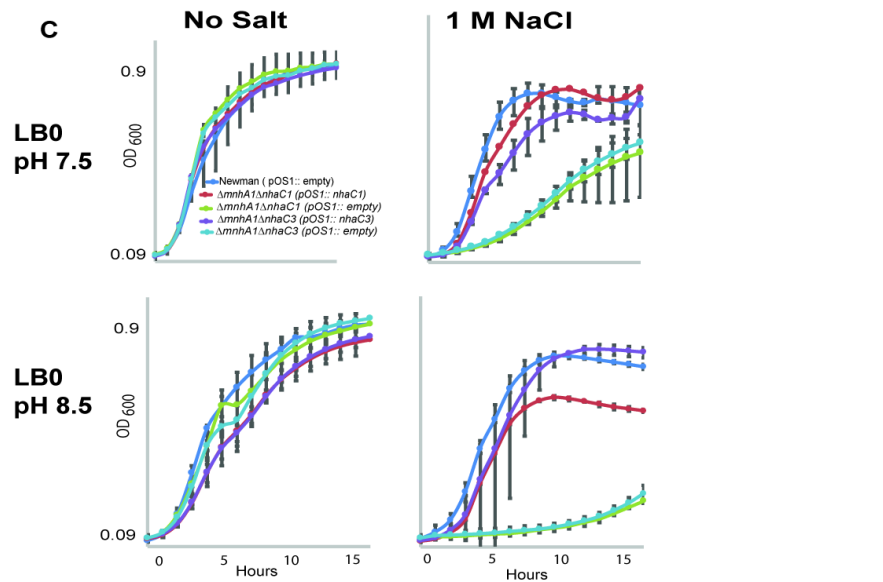 C
No Salt
1 M NaCl
LB0
pH 7.5
0.9
OD 600
0.09
Newman ( pOS1:: empty)
ΔmnhA1ΔnhaC1 (pOS1:: nhaC1)
ΔmnhA1ΔnhaC1 (pOS1:: empty)
ΔmnhA1ΔnhaC3 (pOS1:: nhaC3)
ΔmnhA1ΔnhaC3 (pOS1:: empty)
LB0
pH 8.5
0.9
OD 600
0.09
0 5 10 15
Hours
0 5 10 15
Hours